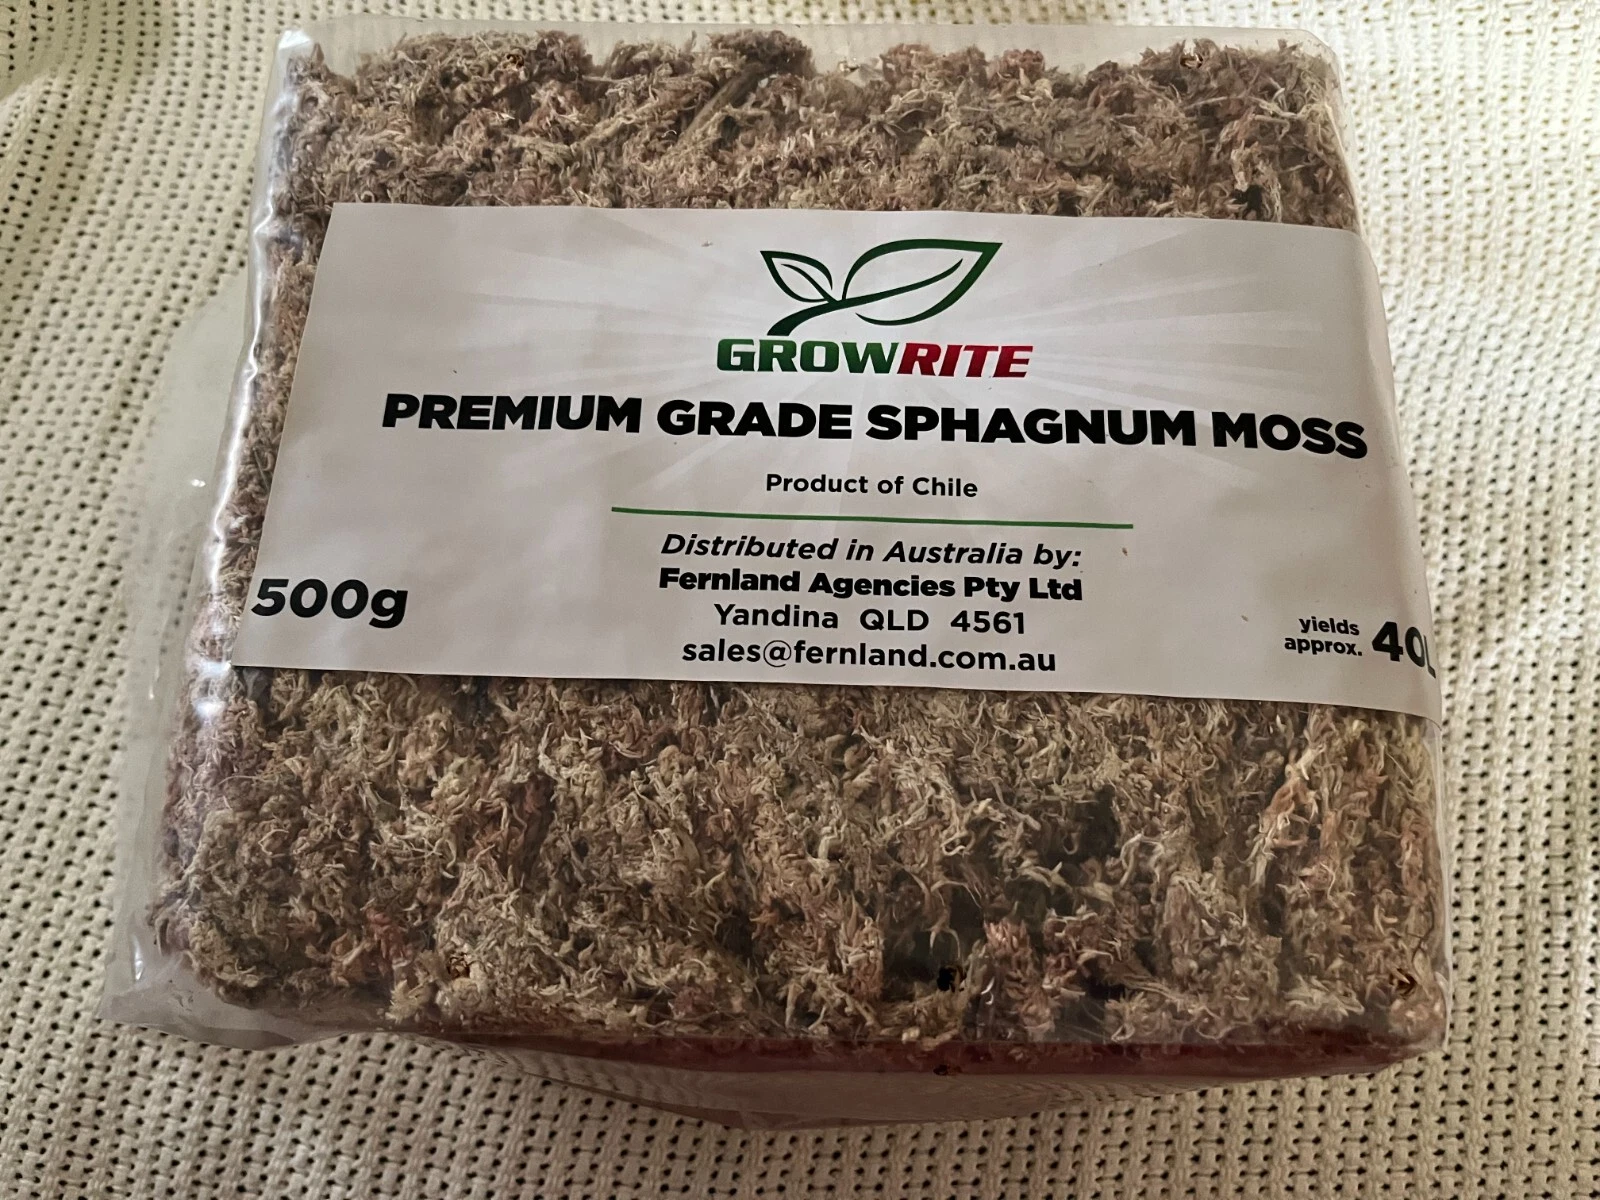 GROWRITE
PREMIUM GRADE SPHAGNUM MOSS
Product of Chile
Distributed in Australia by:
Fernland Agencies Pty Ltd
Yandina QLD 4561
sales@fernland.com.au
500g
yields
approx. 40L